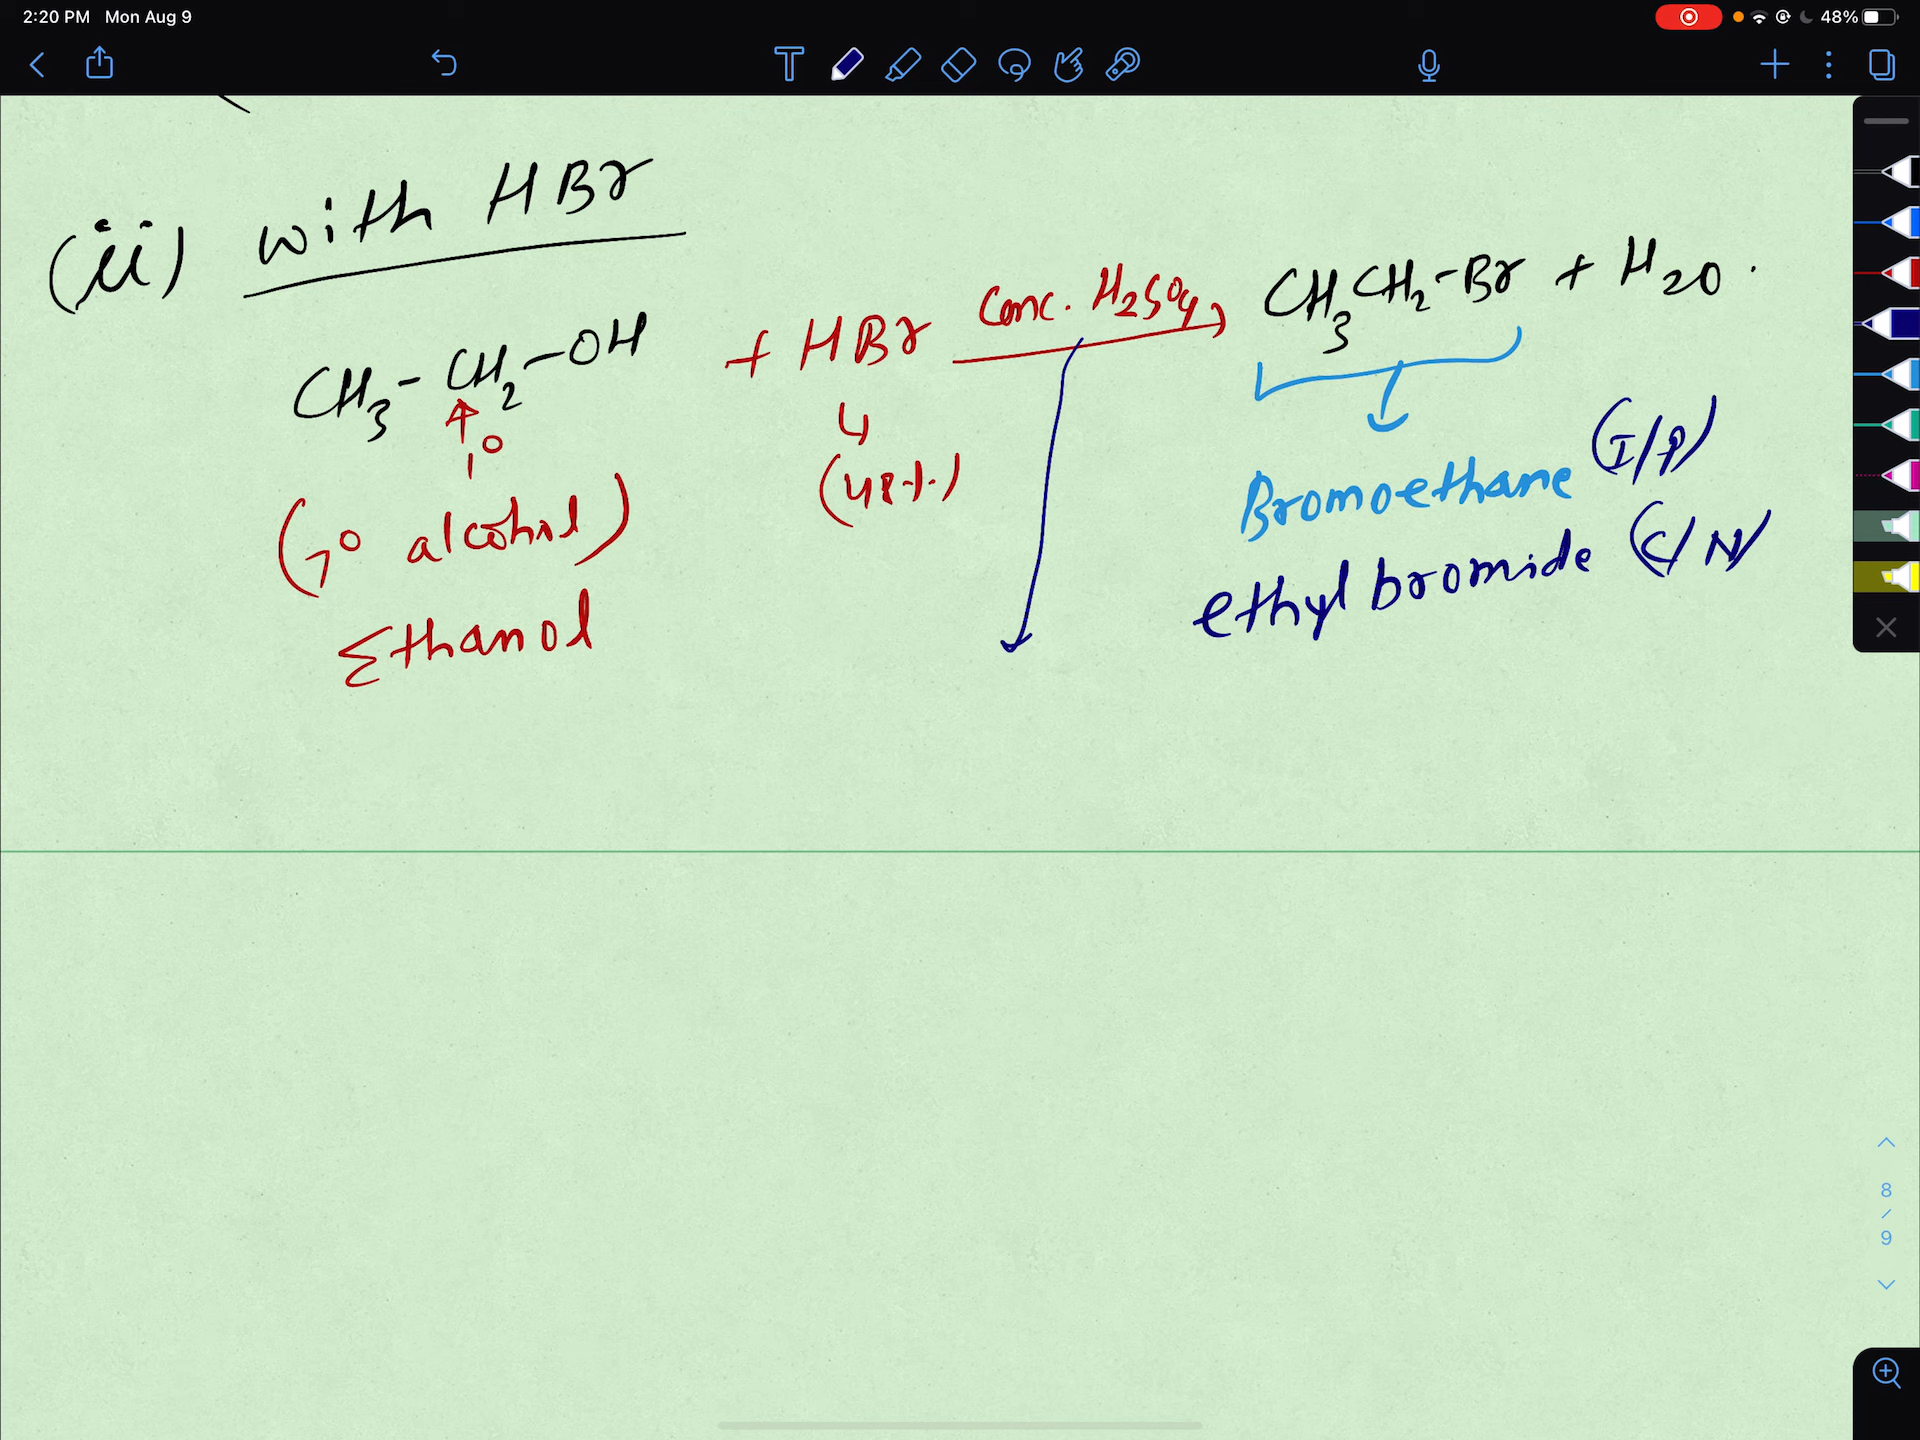 2:20 PM Mon Aug 9
48%
(ii) with HBr
CH3 - CH2 - OH + HBr Conc. H2SO4 CH3CH2-Br + H2O.
1°
(48%)
(1° alcohol)
Ethanol
Bromoethane (I/P)
ethyl bromide (C/N)
8
/
9